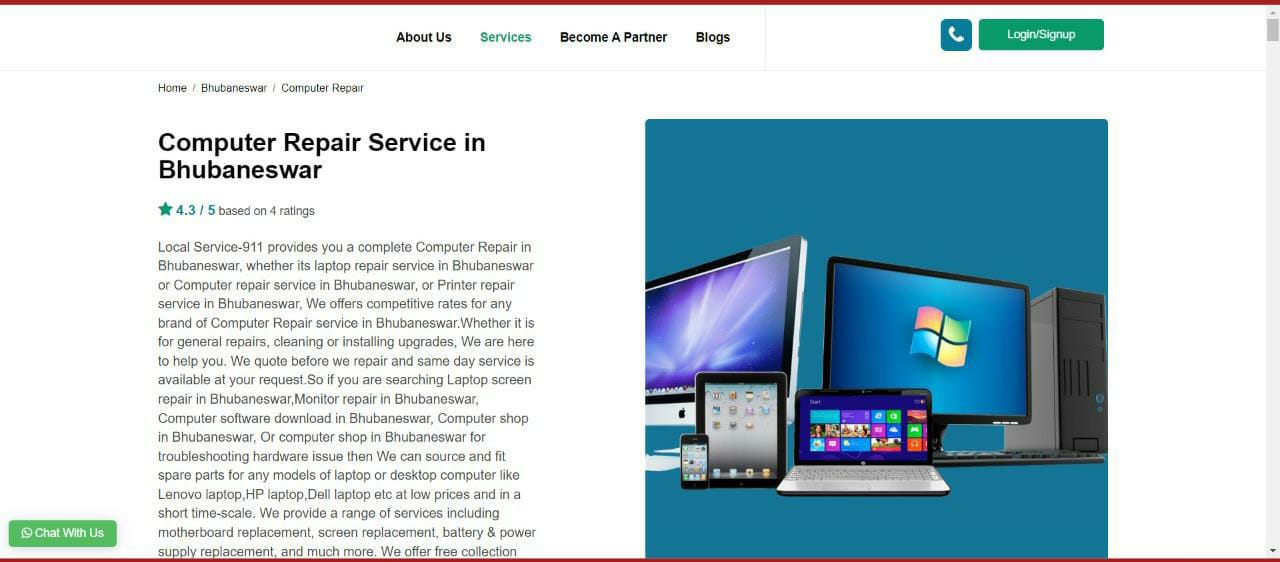 About Us Services Become A Partner Blogs Login/Signup
Home / Bhubaneswar / Computer Repair
Computer Repair Service in
Bhubaneswar
4.3 / 5 based on 4 ratings
Local Service-911 provides you a complete Computer Repair in
Bhubaneswar, whether its laptop repair service in Bhubaneswar
or Computer repair service in Bhubaneswar, or Printer repair
service in Bhubaneswar, We offers competitive rates for any
brand of Computer Repair service in Bhubaneswar.Whether it is
for general repairs, cleaning or installing upgrades, We are here
to help you. We quote before we repair and same day service is
available at your request.So if you are searching Laptop screen
repair in Bhubaneswar,Monitor repair in Bhubaneswar,
Computer software download in Bhubaneswar, Computer shop
in Bhubaneswar, Or computer shop in Bhubaneswar for
troubleshooting hardware issue then We can source and fit
spare parts for any models of laptop or desktop computer like
Lenovo laptop,HP laptop,Dell laptop etc at low prices and in a
short time-scale. We provide a range of services including
motherboard replacement, screen replacement, battery & power
supply replacement, and much more. We offer free collection
Start
Chat With Us